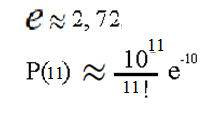 e ≈ 2, 72
P(11) ≈ 10^11 / 11! e^-10